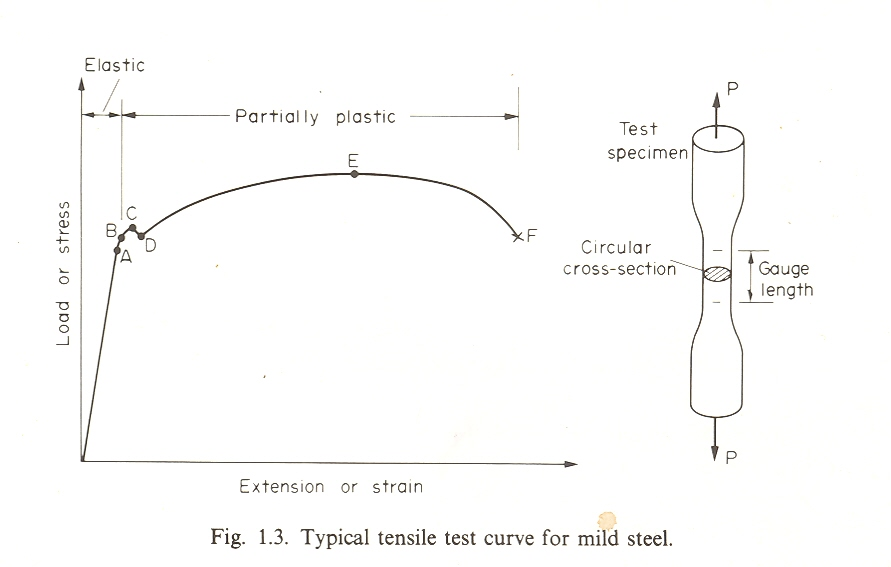 Elastic
Partially plastic
E
C
B
D
A
F
Load or stress
Extension or strain
P
Test
specimen
Circular
cross-section
Gauge
length
P
Fig. 1.3. Typical tensile test curve for mild steel.